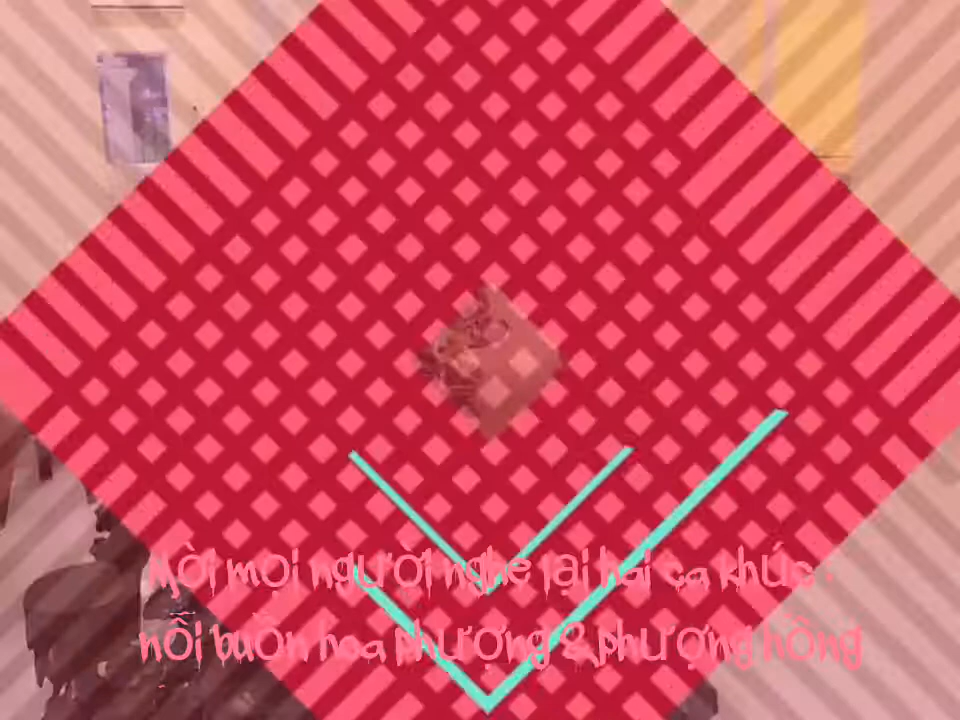 Mời mọi người nghe lại hai ca khúc :
nỗi buồn hoa phượng & phượng hồng